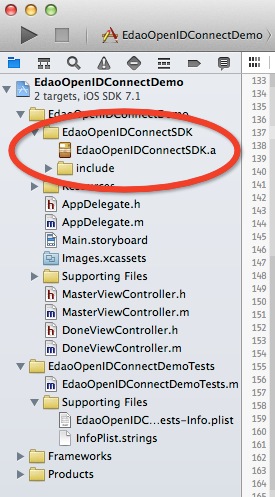 EdaoOpenIDConnectDemo
EdaoOpenIDConnectDemo
2 targets, iOS SDK 7.1
EdaoOpenIDConnectDemo
EdaoOpenIDConnectSDK
EdaoOpenIDConnectSDK.a
include
Resources
AppDelegate.h
AppDelegate.m
Main.storyboard
Images.xcassets
Supporting Files
MasterViewController.h
MasterViewController.m
DoneViewController.h
DoneViewController.m
EdaoOpenIDConnectDemoTests
EdaoOpenIDConnectDemoTests.m
Supporting Files
EdaoOpenIDC...ests-Info.plist
InfoPlist.strings
Frameworks
Products
133
134
135
136
137
138
139
140
141
142
143
144
145
146
147
148
149
150
151
152
153
154
155
156
157
158
159
160
161
162
163
164
165